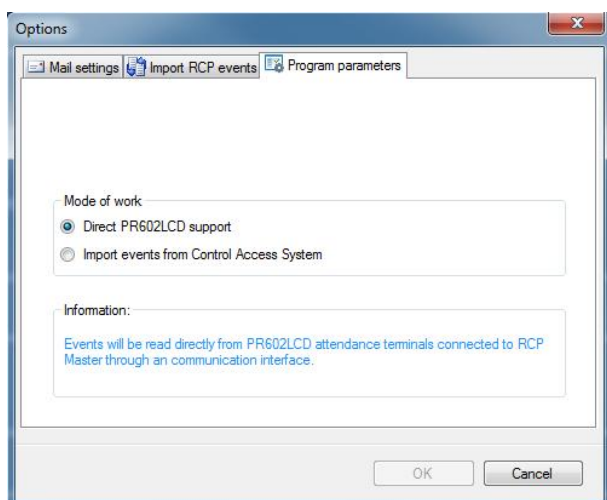 Options
Mail settings Import RCP events Program parameters
Mode of work
Direct PR602LCD support
Import events from Control Access System
Information:
Events will be read directly from PR602LCD attendance terminals connected to RCP
Master through an communication interface.
OK Cancel